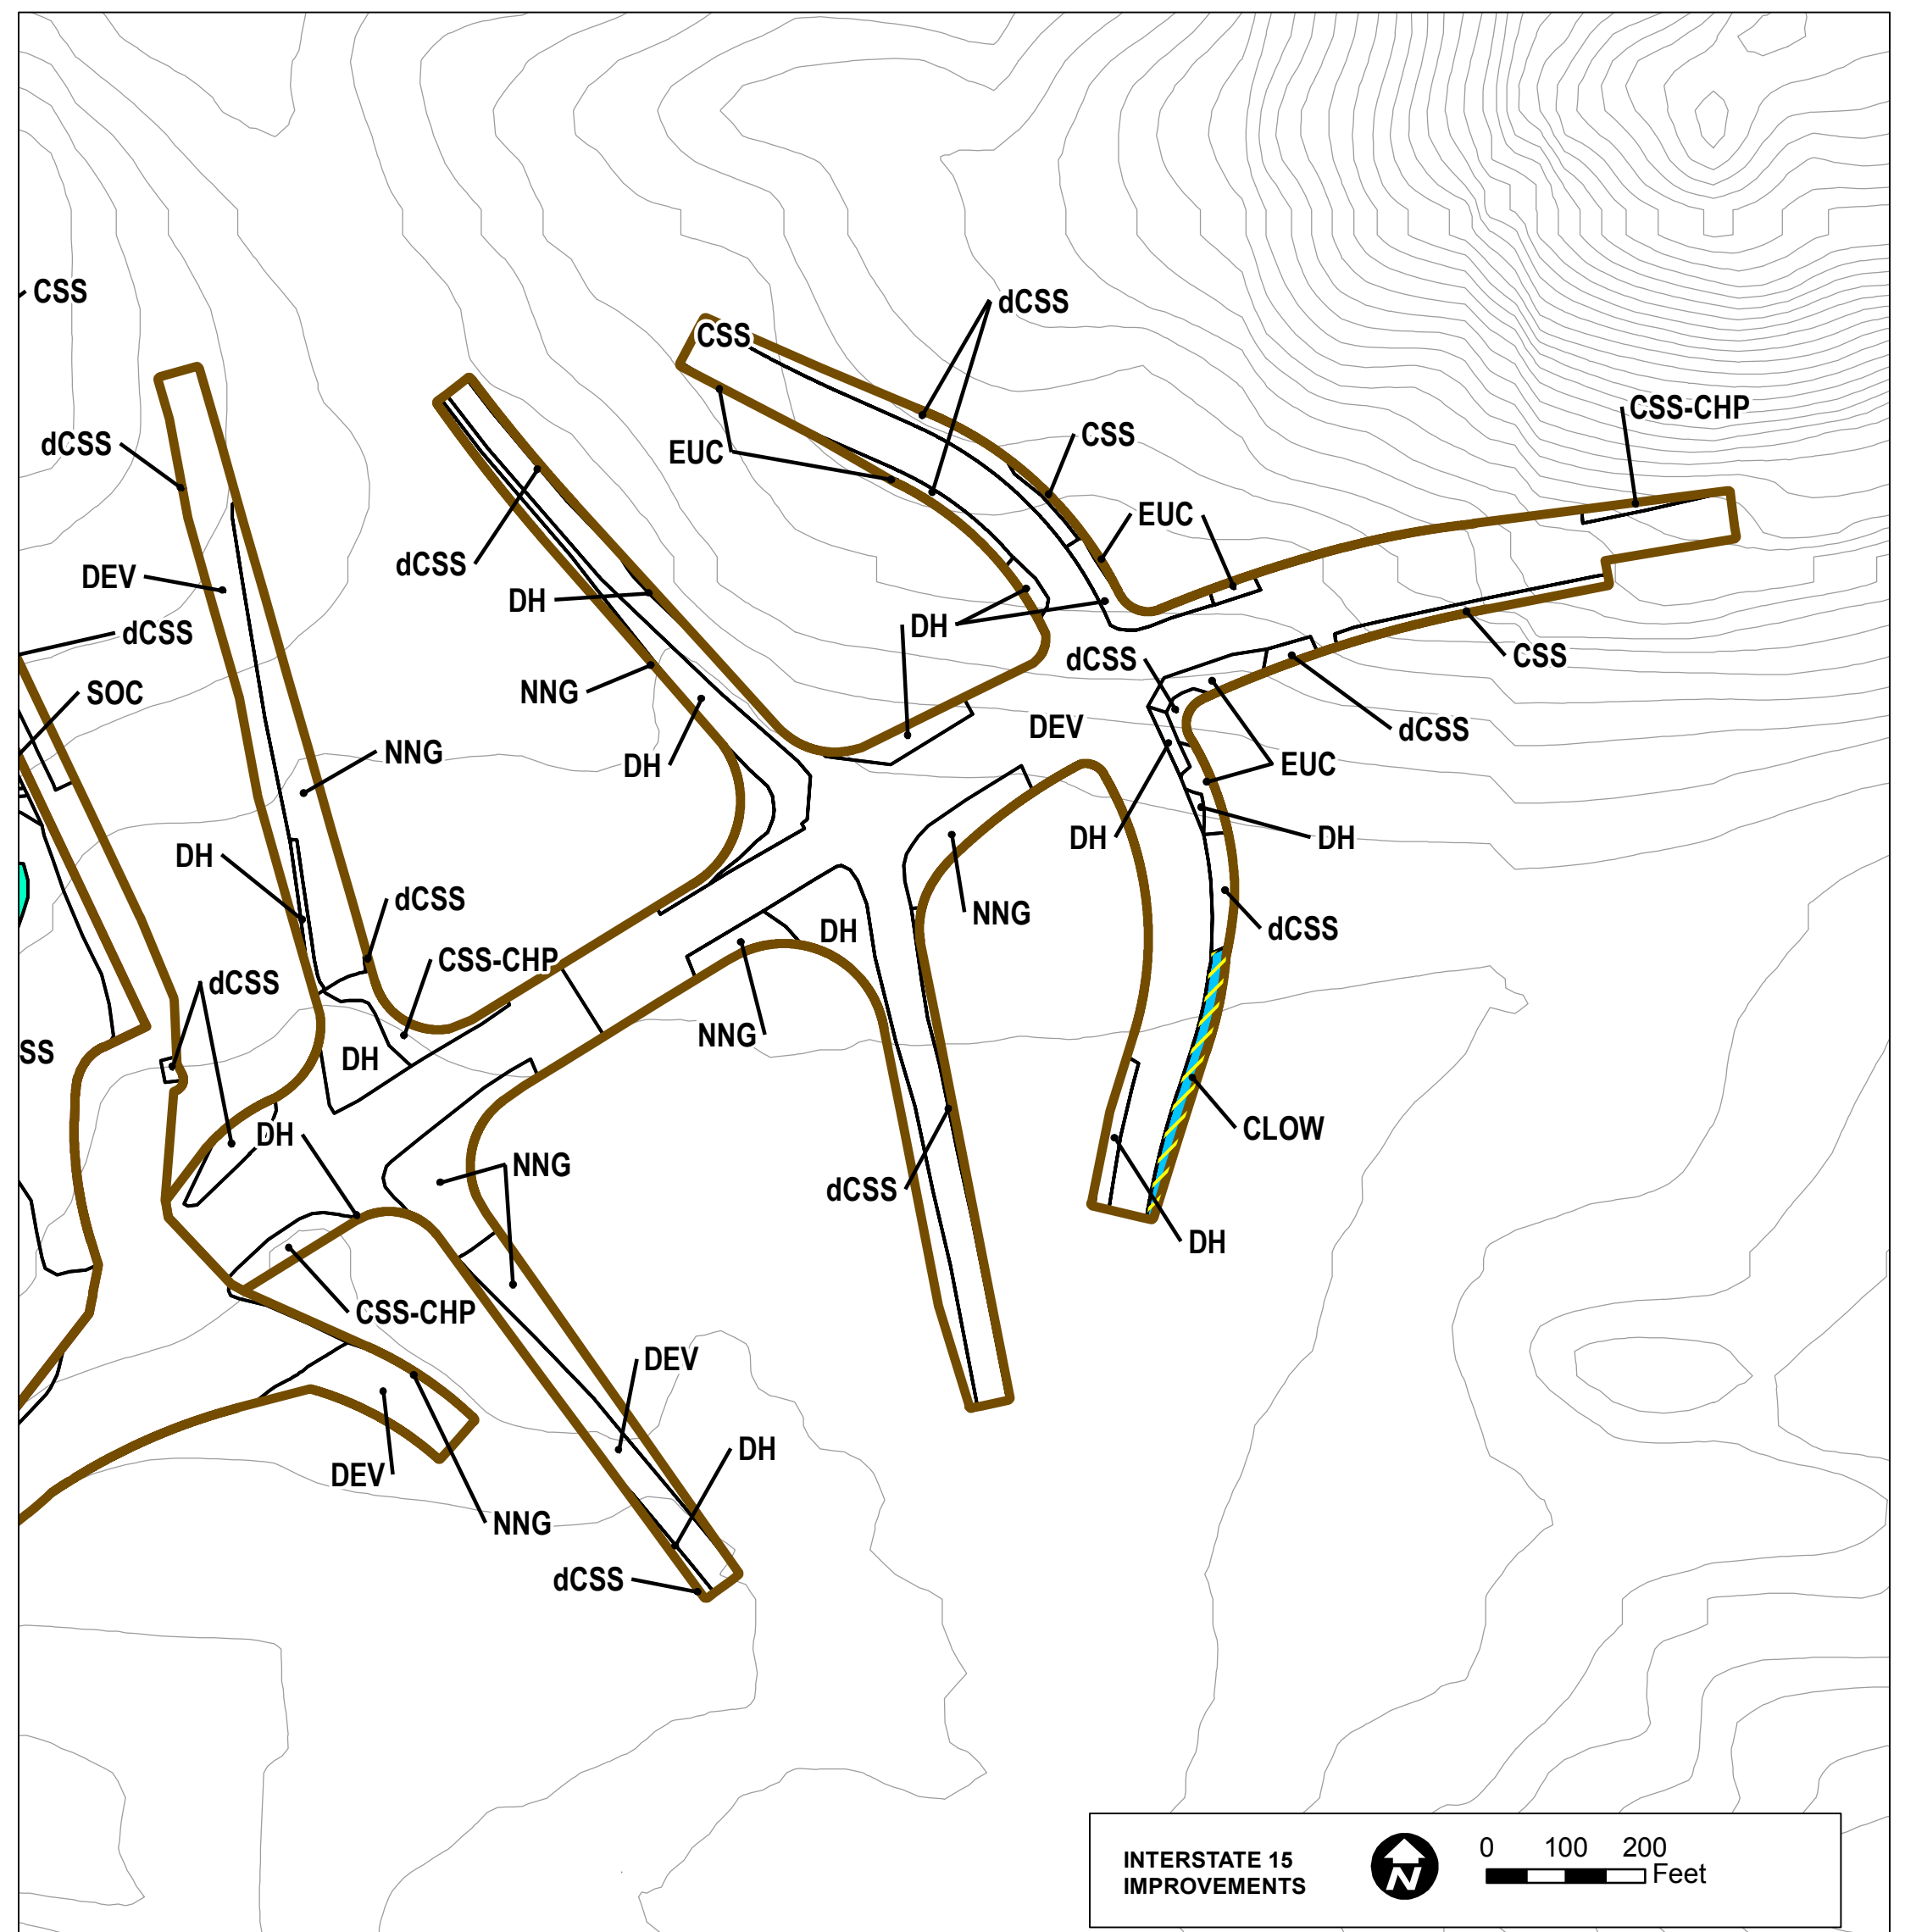 CSS
dCSS
CSS
CSS-CHP
CSS
dCSS
EUC
EUC
dCSS
DEV
DH
DH
dCSS
dCSS
CSS
SOC
NNG
DEV
dCSS
NNG
DH
EUC
DH
DH
DH
dCSS
NNG
dCSS
DH
CSS-CHP
dCSS
NNG
SS
DH
DH
CLOW
NNG
dCSS
DH
CSS-CHP
DEV
DH
DEV
NNG
dCSS
INTERSTATE 15
IMPROVEMENTS
N
0 100 200
Feet